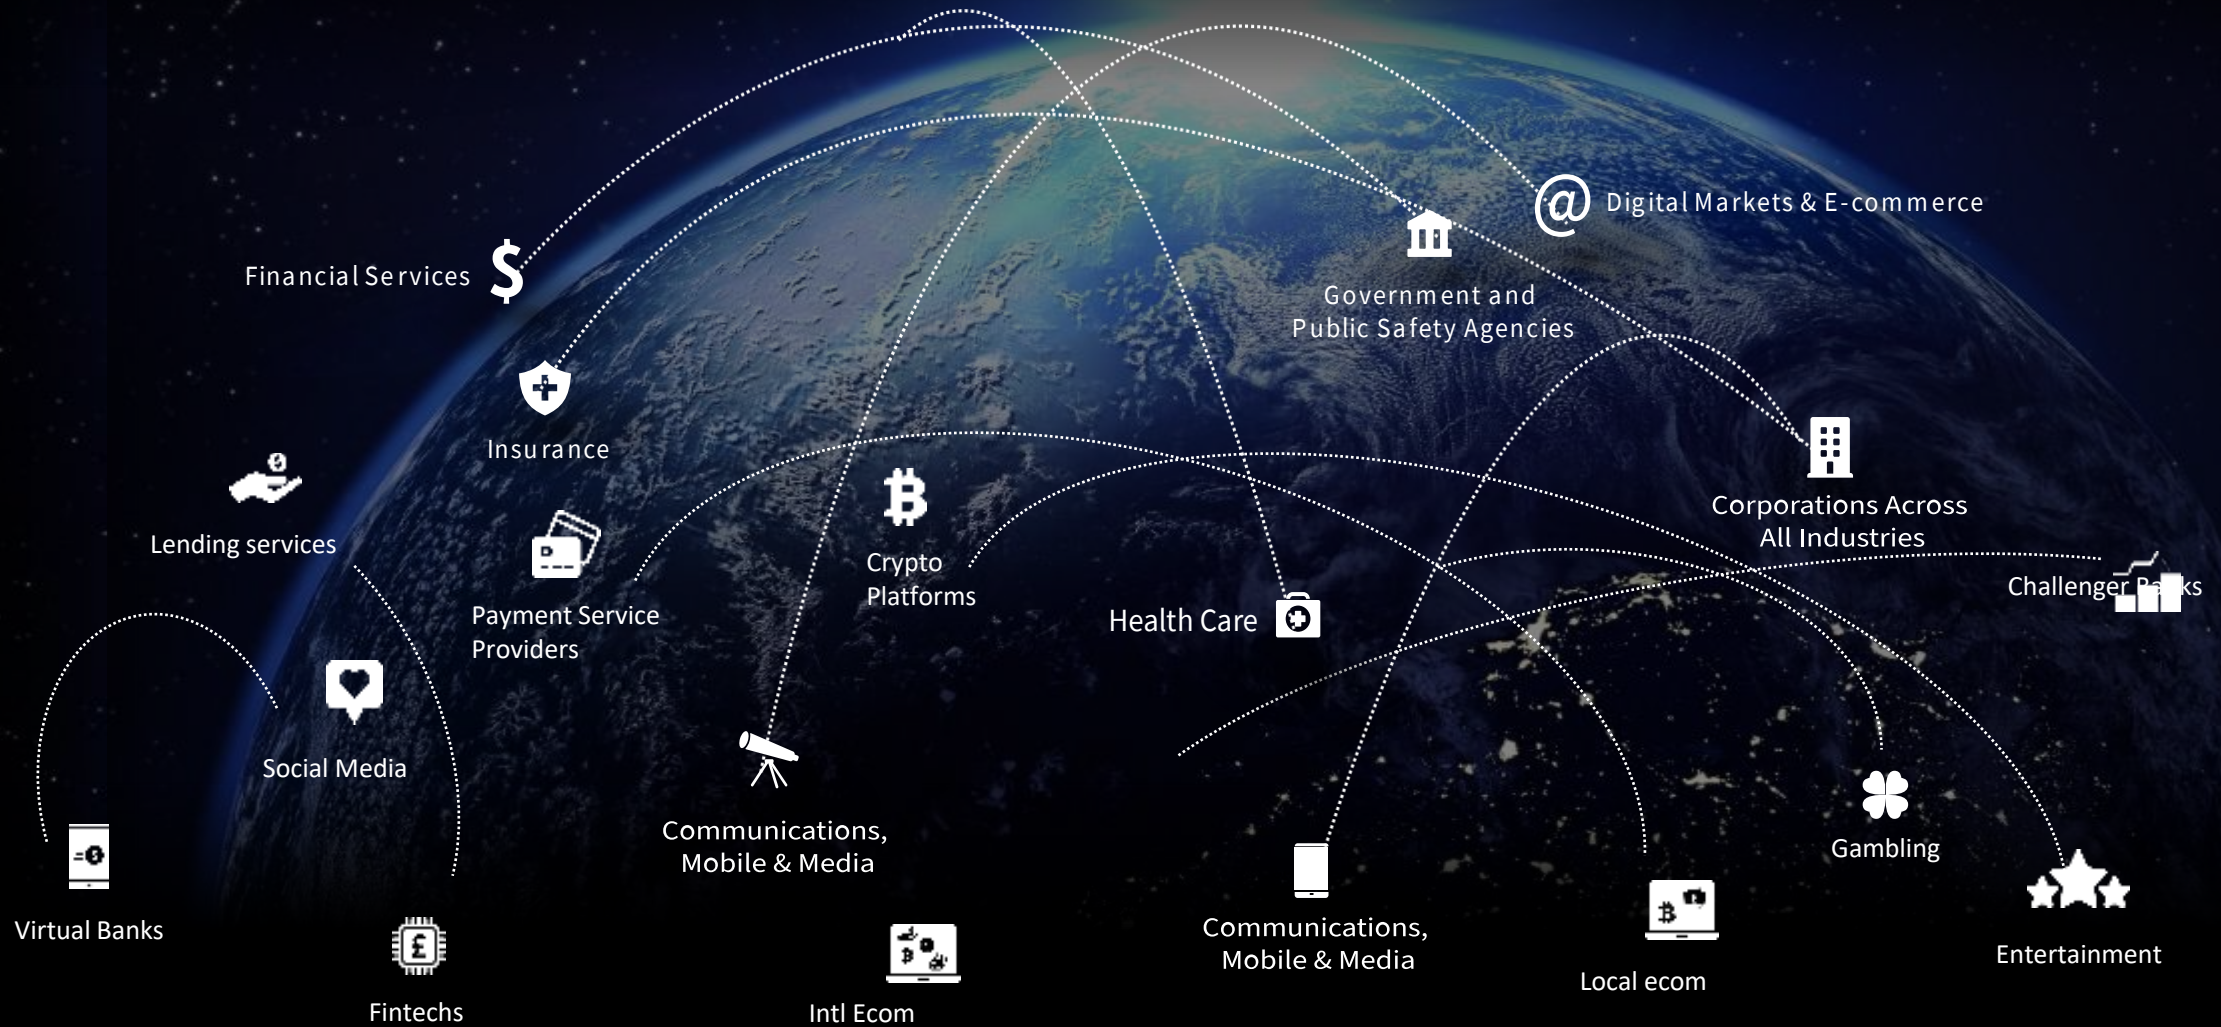 Digital Markets & E-commerce
Financial Services
Government and
Public Safety Agencies
Insurance
Corporations Across
All Industries
Lending services
Crypto
Platforms
Challenger Banks
Payment Service
Providers
Health Care
Social Media
Communications,
Mobile & Media
Gambling
Virtual Banks
Communications,
Mobile & Media
Entertainment
Local ecom
Fintechs
Intl Ecom